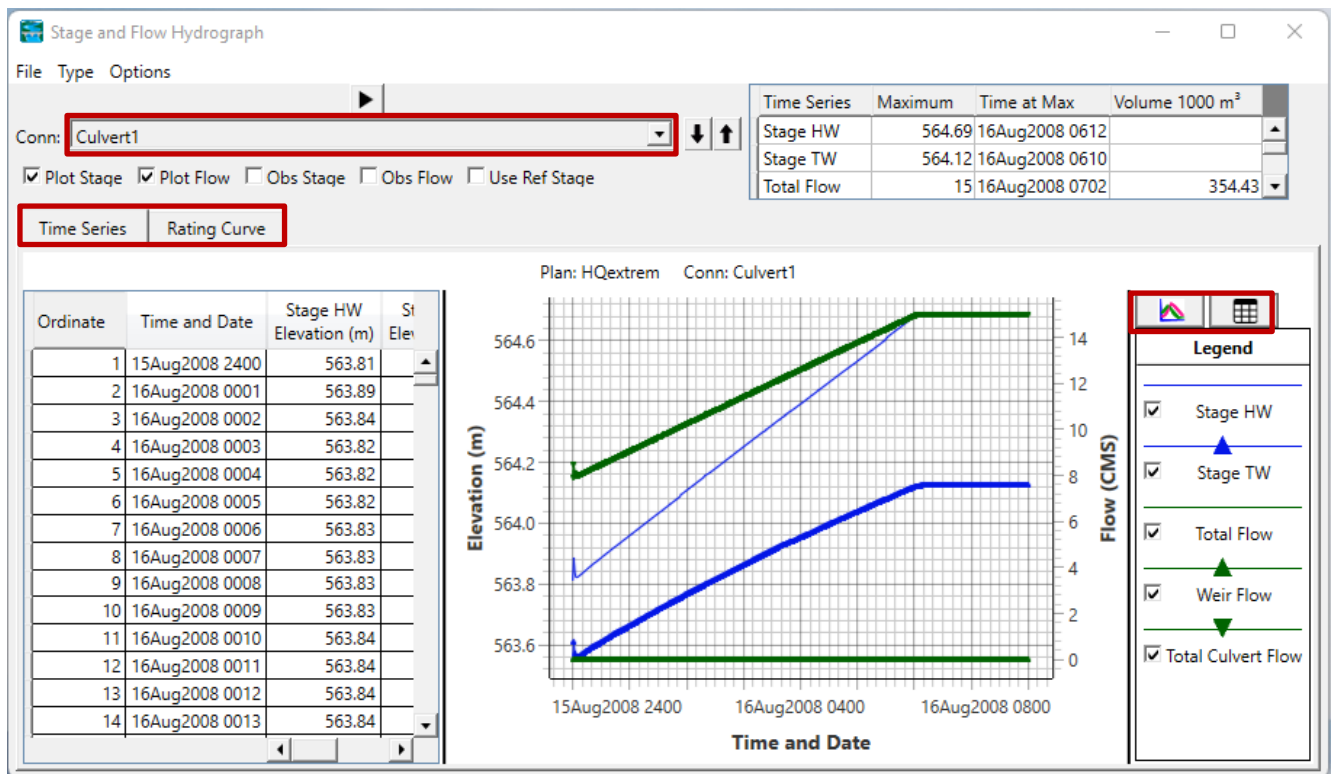 Stage and Flow Hydrograph
File Type Options
Time Series Maximum Time at Max Volume 1000 m³
Stage HW 564.69 16Aug2008 0612
Stage TW 564.12 16Aug2008 0610
Total Flow 15 16Aug2008 0702 354.43
Conn: Culvert1
Plot Stage Plot Flow Obs Stage Obs Flow Use Ref Stage
Time Series Rating Curve
Plan: HQextrem Conn: Culvert1
Ordinate Time and Date Stage HW
Elevation (m)
1 15Aug2008 2400 563.81
2 16Aug2008 0001 563.89
3 16Aug2008 0002 563.84
4 16Aug2008 0003 563.82
5 16Aug2008 0004 563.82
6 16Aug2008 0005 563.82
7 16Aug2008 0006 563.83
8 16Aug2008 0007 563.83
9 16Aug2008 0008 563.83
10 16Aug2008 0009 563.83
11 16Aug2008 0010 563.84
12 16Aug2008 0011 563.84
13 16Aug2008 0012 563.84
14 16Aug2008 0013 563.84
Elevation (m)
564.6
564.4
564.2
564.0
563.8
563.6
14
12
10
8
6
4
2
0
Flow (CMS)
15Aug2008 2400 16Aug2008 0400 16Aug2008 0800
Time and Date
Legend
Stage HW
Stage TW
Total Flow
Weir Flow
Total Culvert Flow